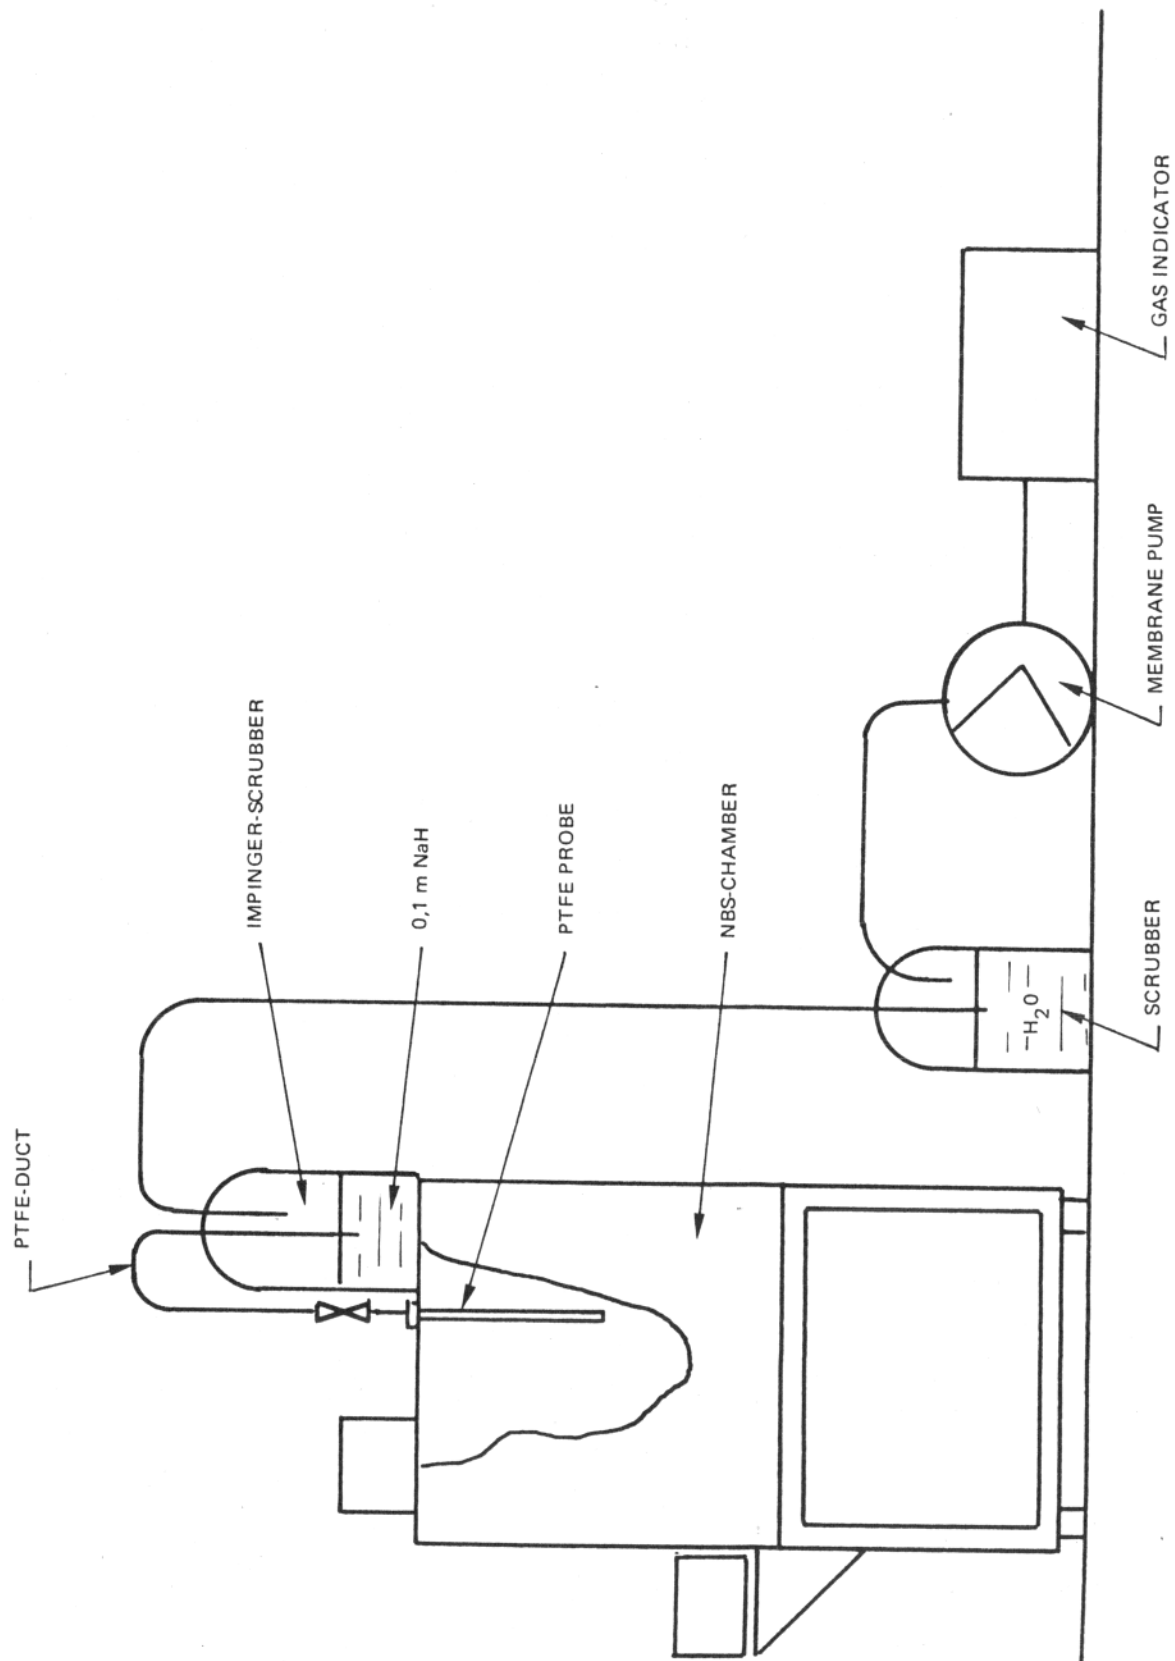 PTFE-DUCT
IMPINGER-SCRUBBER
0,1 m NaH
PTFE PROBE
NBS-CHAMBER
H2O
SCRUBBER
MEMBRANE PUMP
GAS INDICATOR